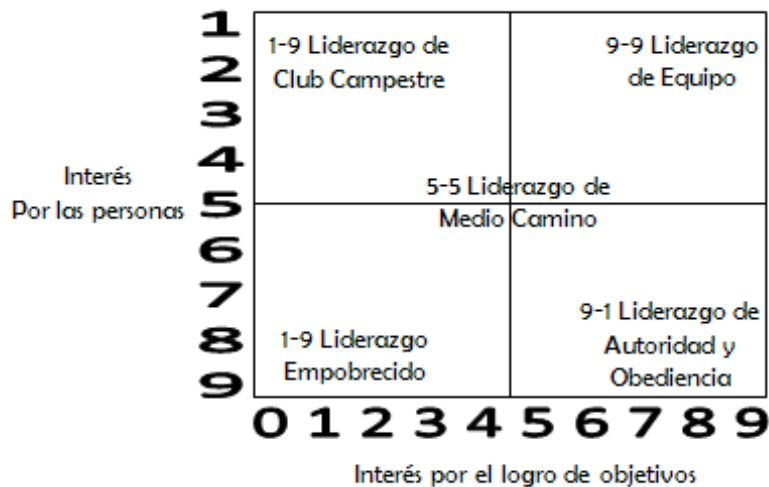 1
2
3
4
5
6
7
8
9
Interés
Por las personas
1-9 Liderazgo de
Club Campestre
9-9 Liderazgo
de Equipo
5-5 Liderazgo de
Medio Camino
1-9 Liderazgo
Empobrecido
9-1 Liderazgo de
Autoridad y
Obediencia
0 1 2 3 4 5 6 7 8 9
Interés por el logro de objetivos